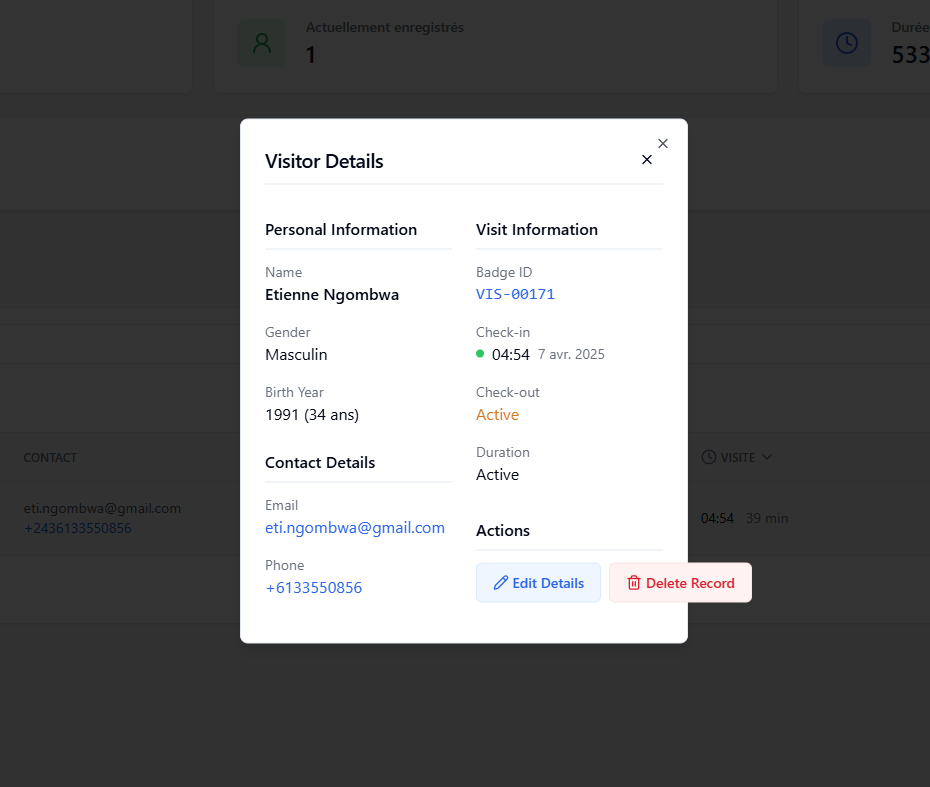 Actuellement enregistrés
1
Durée
533
Visitor Details
Personal Information
Name
Etienne Ngombwa
Gender
Masculin
Birth Year
1991 (34 ans)
Contact Details
Email
eti.ngombwa@gmail.com
Phone
+6133550856
Visit Information
Badge ID
VIS-00171
Check-in
04:54 7 avr. 2025
Check-out
Active
Duration
Active
Actions
Edit Details
Delete Record
CONTACT
VISITE
eti.ngombwa@gmail.com
+2436133550856
04:54 39 min